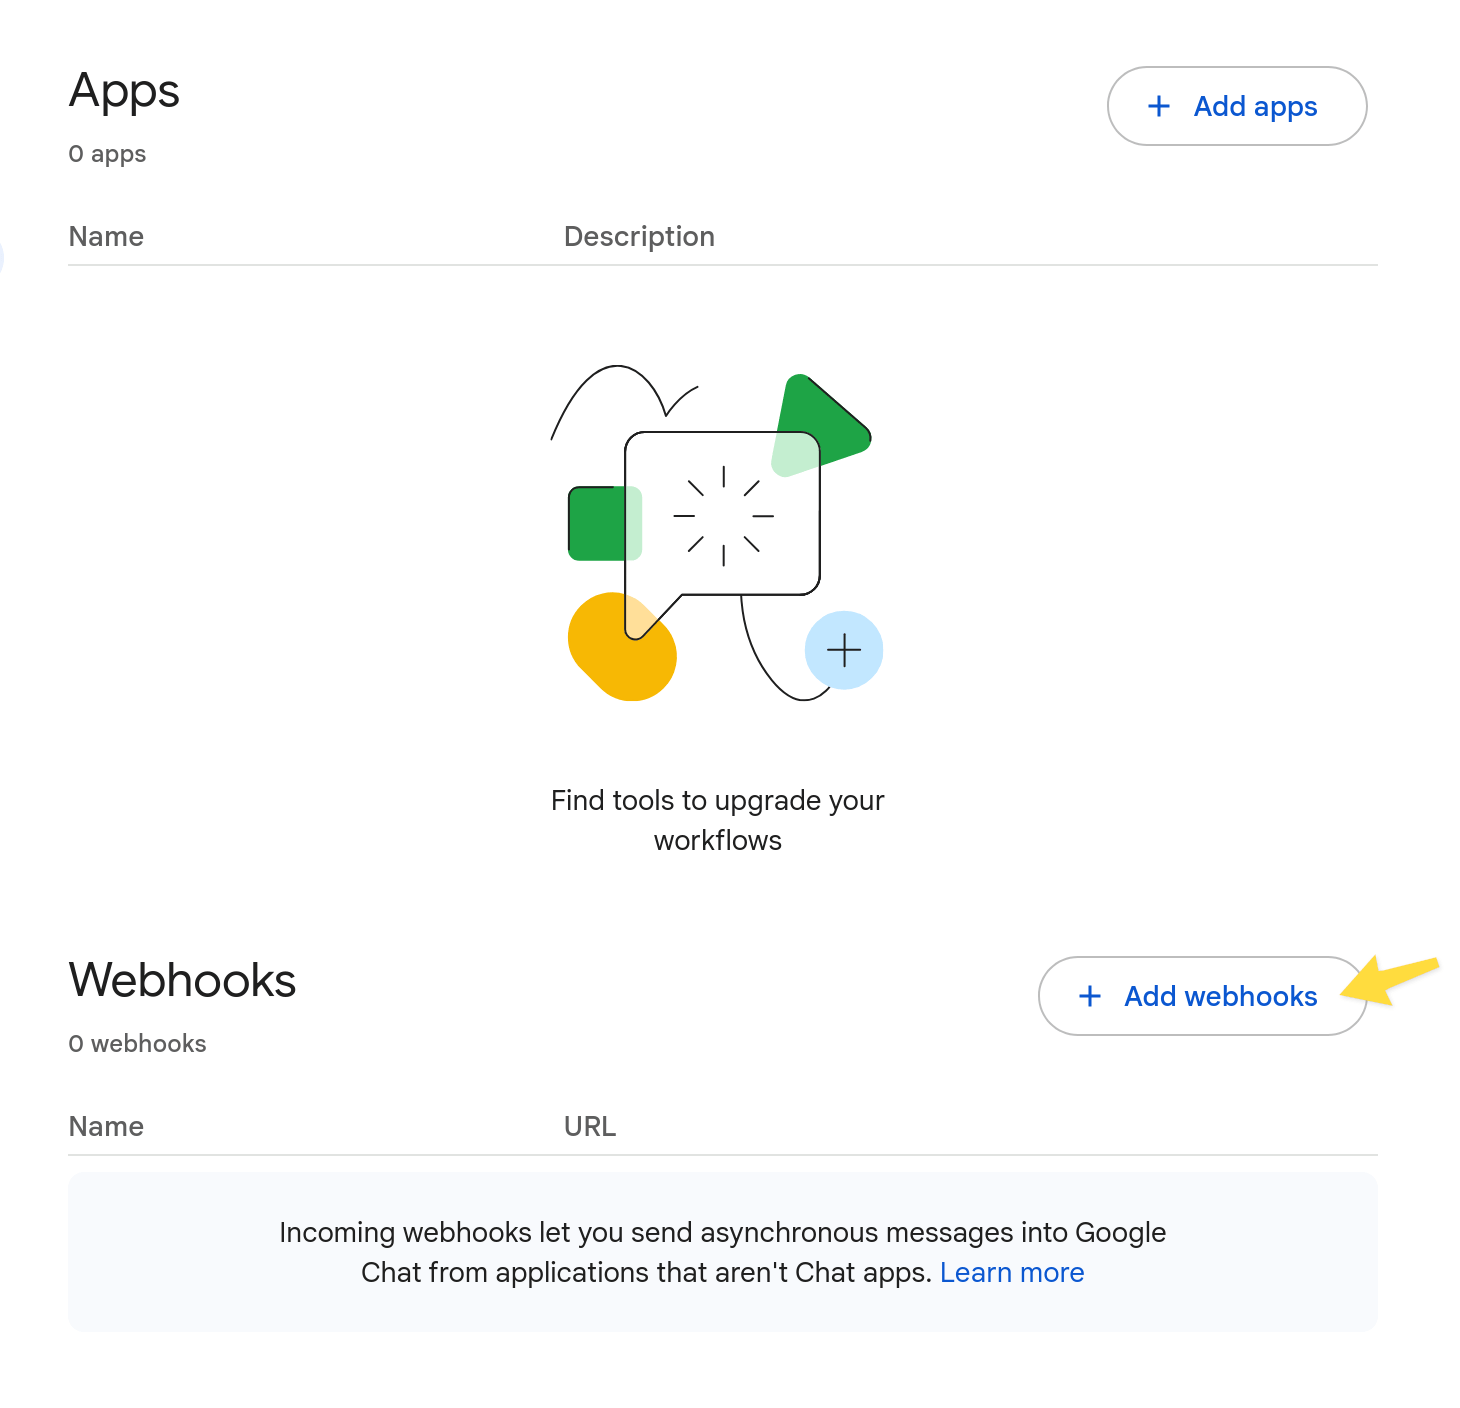 Apps
+ Add apps
0 apps
Name Description
Find tools to upgrade your
workflows
Webhooks
+ Add webhooks
0 webhooks
Name URL
Incoming webhooks let you send asynchronous messages into Google
Chat from applications that aren't Chat apps. Learn more